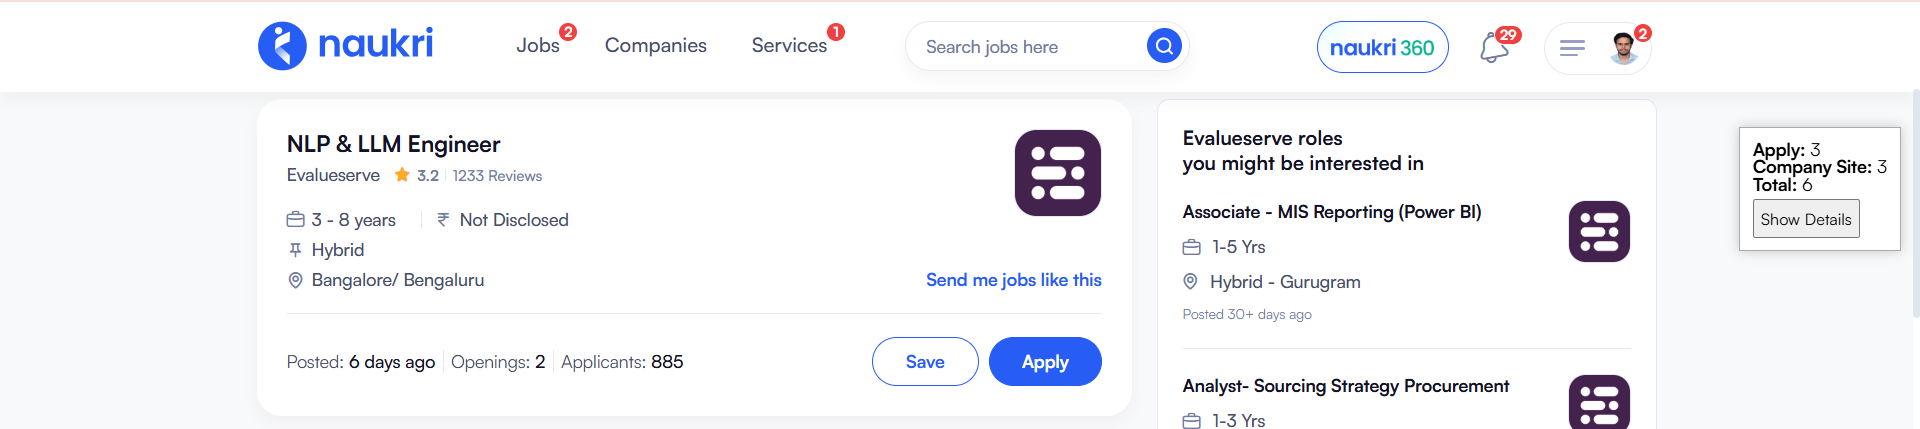 naukri
Jobs 2
Companies
Services 1
Search jobs here
naukri 360
29
2
NLP & LLM Engineer
Evalueserve 3.2 1233 Reviews
3 - 8 years ₹ Not Disclosed
Hybrid
Bangalore/ Bengaluru
Send me jobs like this
Posted: 6 days ago Openings: 2 Applicants: 885
Save
Apply
Evalueserve roles
you might be interested in
Associate - MIS Reporting (Power BI)
1-5 Yrs
Hybrid - Gurugram
Posted 30+ days ago
Analyst- Sourcing Strategy Procurement
1-3 Yrs
Apply: 3
Company Site: 3
Total: 6
Show Details